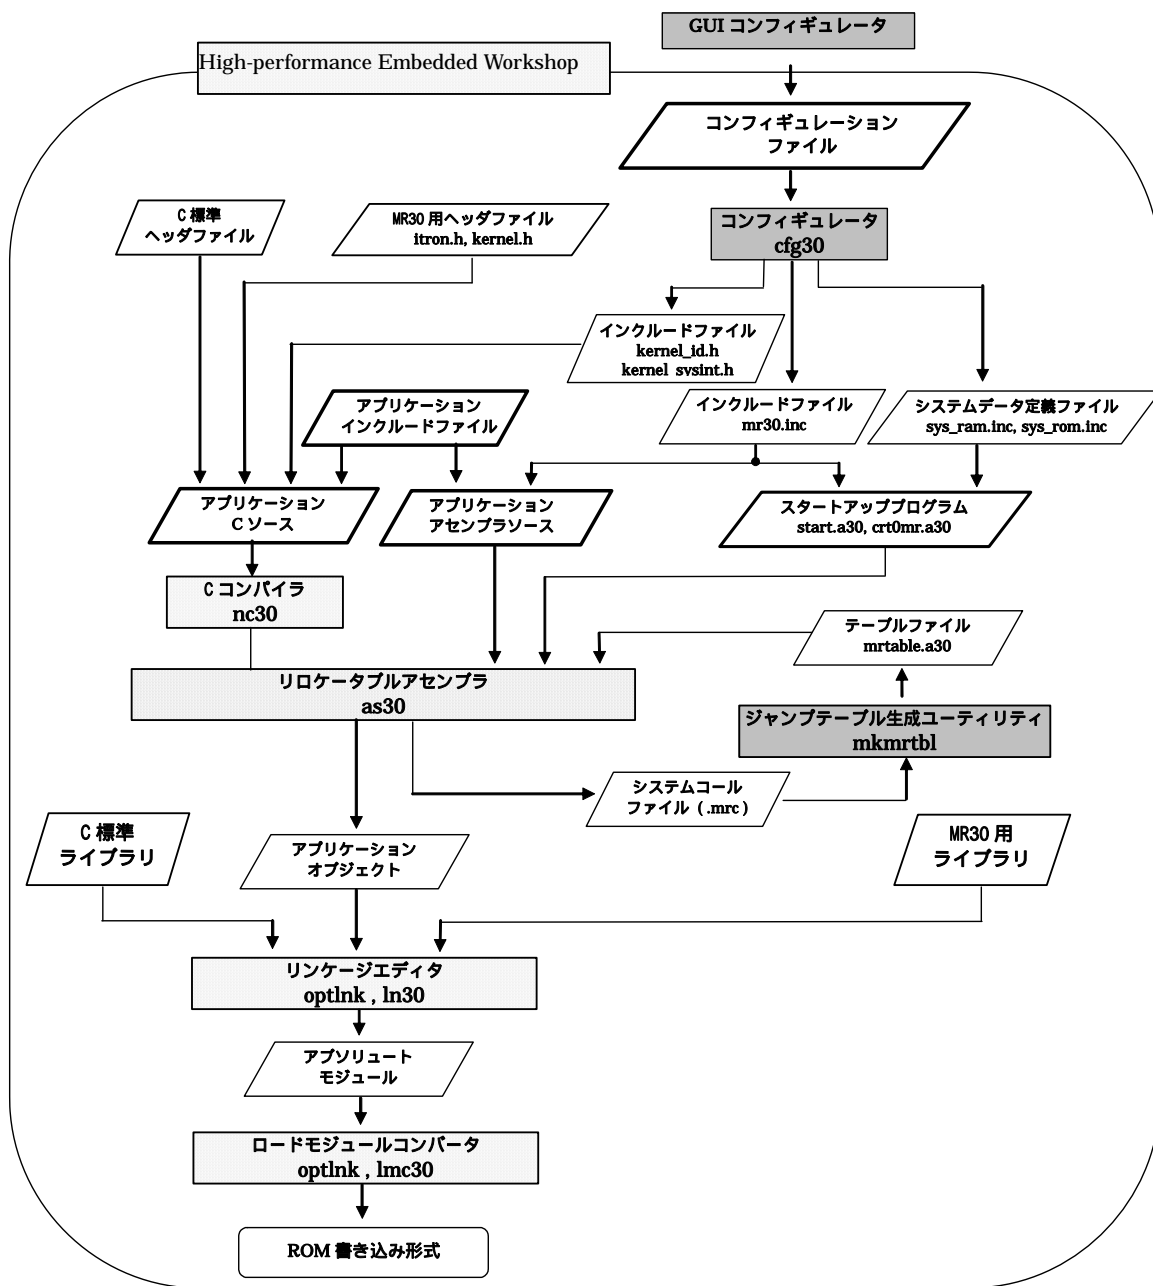 GUI コンフィギュレータ
High-performance Embedded Workshop
コンフィギュレーション
ファイル
C 標準
ヘッダファイル
MR30 用ヘッダファイル
itron.h, kernel.h
コンフィギュレータ
cfg30
インクルードファイル
kernel_id.h
kernel_sysint.h
アプリケーション
インクルードファイル
インクルードファイル
mr30.inc
システムデータ定義ファイル
sys_ram.inc, sys_rom.inc
アプリケーション
C ソース
アプリケーション
アセンブラソース
スタートアッププログラム
start.a30, crt0mr.a30
C コンパイラ
nc30
テーブルファイル
mrtable.a30
リロケータブルアセンブラ
as30
ジャンプテーブル生成ユーティリティ
mkmrtbl
システムコール
ファイル ( .mrc )
C 標準
ライブラリ
アプリケーション
オブジェクト
MR30 用
ライブラリ
リンケージエディタ
optlnk , ln30
アブソリュート
モジュール
ロードモジュールコンバータ
optlnk , lmc30
ROM 書き込み形式